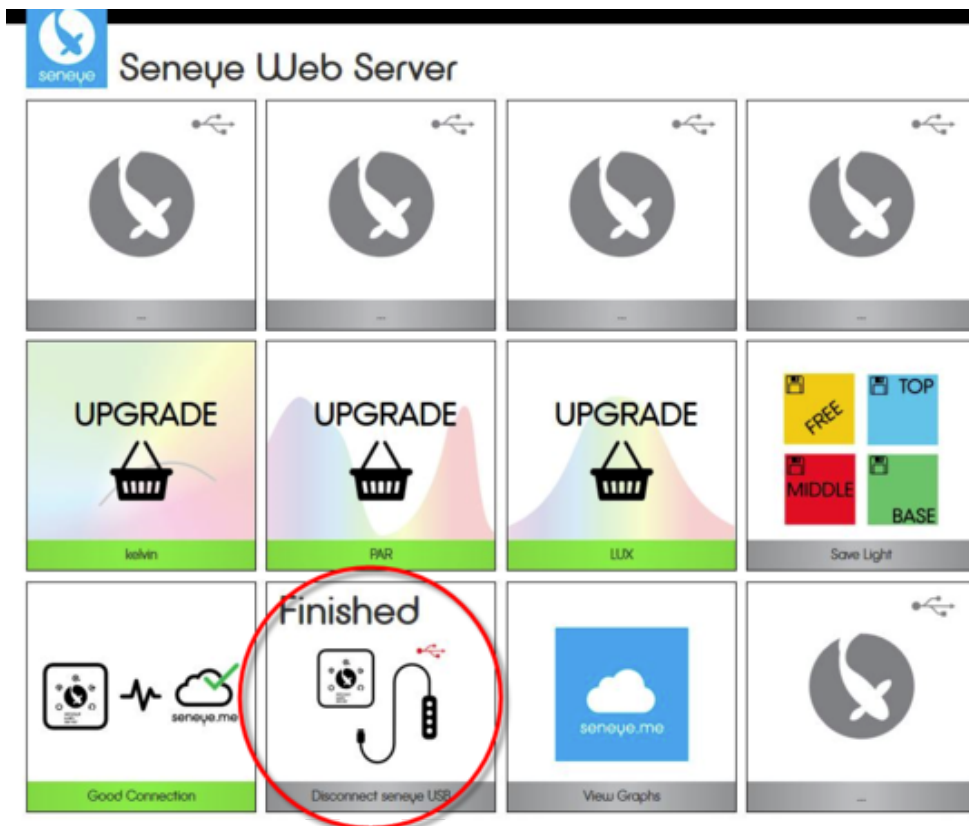 seneye
Seneye Web Server
...
...
...
...
UPGRADE
UPGRADE
UPGRADE
FREE
TOP
MIDDLE
BASE
kelvin
PAR
LUX
Save Light
Finished
seneye.me
seneye.me
Good Connection
Disconnect seneye USB
View Graphs
...